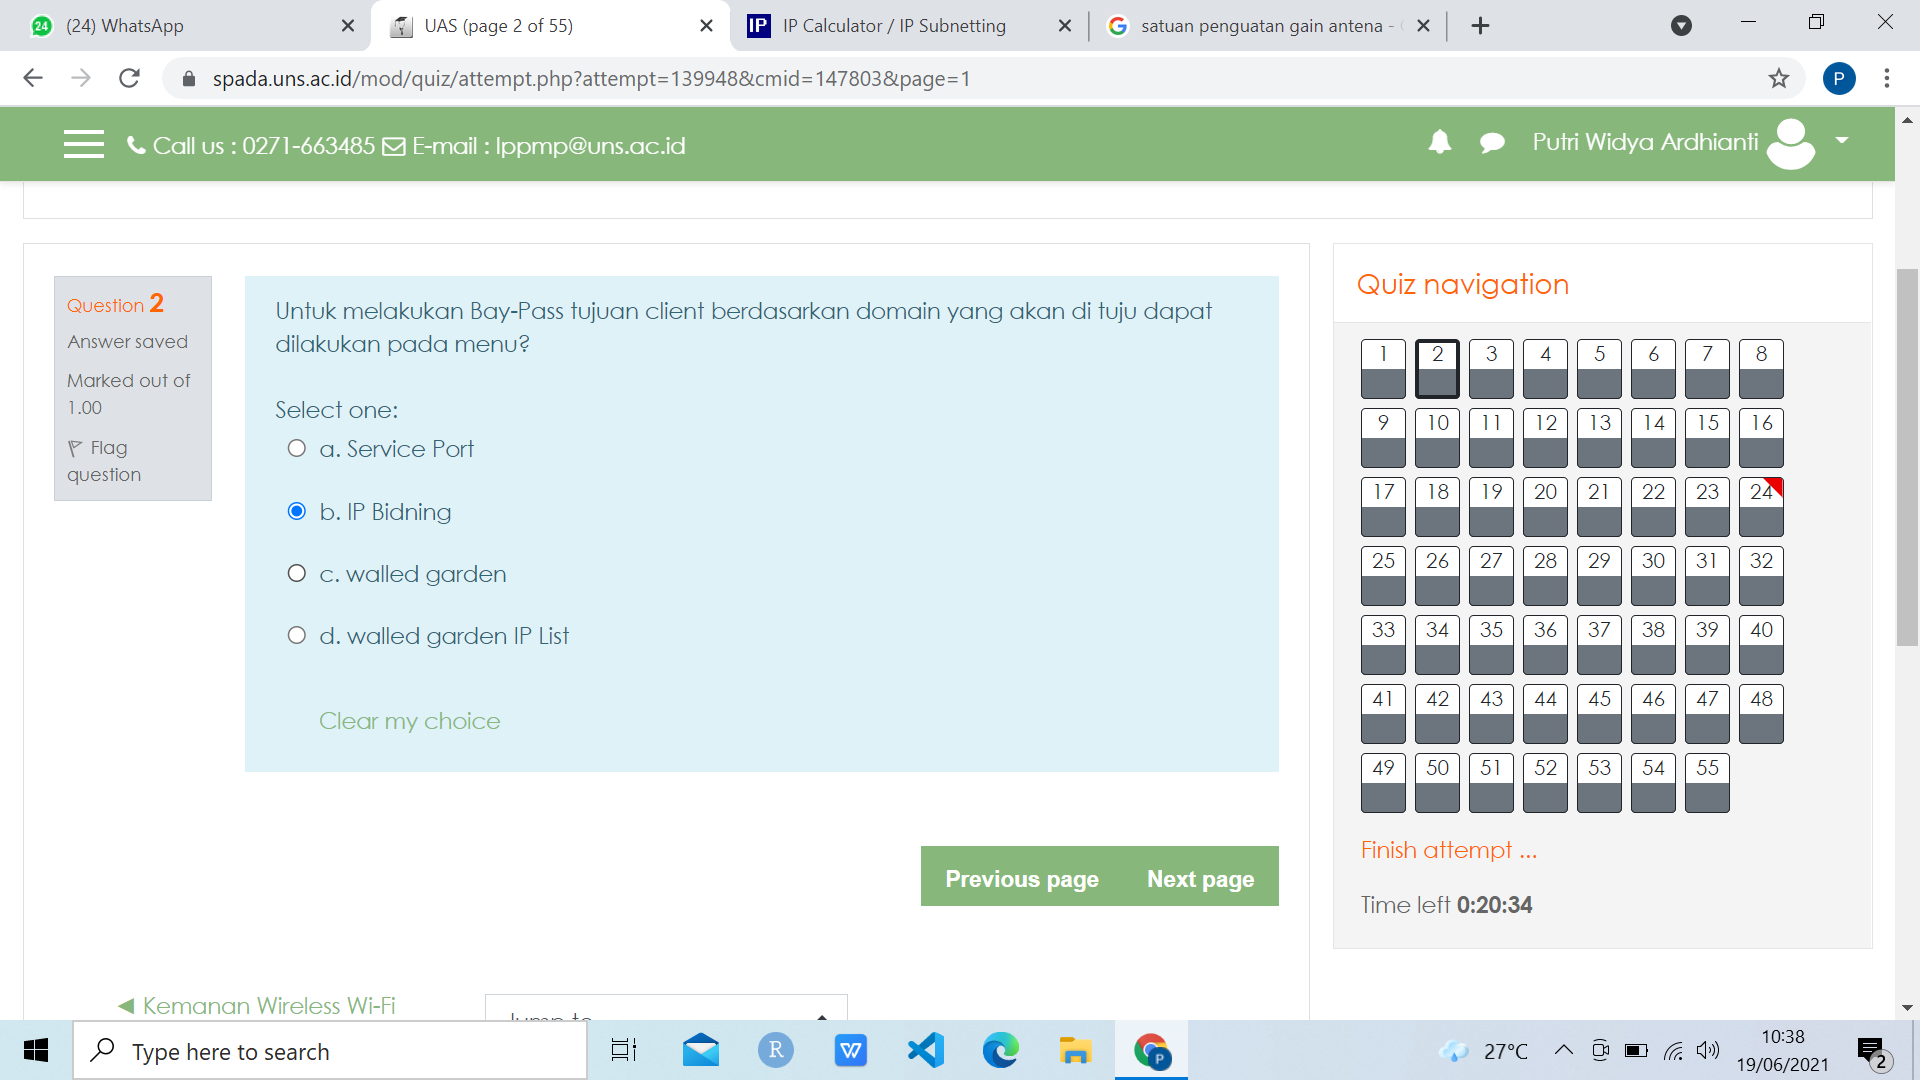 24
(24) WhatsApp
UAS (page 2 of 55)
IP
IP Calculator / IP Subnetting
satuan penguatan gain antena -
spada.uns.ac.id/mod/quiz/attempt.php?attempt=139948&cmid=147803&page=1
P
Call us : 0271-663485 E-mail : lppmp@uns.ac.id
Putri Widya Ardhianti
Question 2
Answer saved
Marked out of
1.00
Flag
question
Untuk melakukan Bay-Pass tujuan client berdasarkan domain yang akan di tuju dapat
dilakukan pada menu?
Select one:
a. Service Port
b. IP Bidning
c. walled garden
d. walled garden IP List
Clear my choice
Previous page
Next page
Quiz navigation
1 2 3 4 5 6 7 8
9 10 11 12 13 14 15 16
17 18 19 20 21 22 23 24
25 26 27 28 29 30 31 32
33 34 35 36 37 38 39 40
41 42 43 44 45 46 47 48
49 50 51 52 53 54 55
Finish attempt ...
Time left 0:20:34
◄ Kemanan Wireless Wi-Fi
Jump to
Type here to search
R
W
P
27°C
10:38
19/06/2021
2